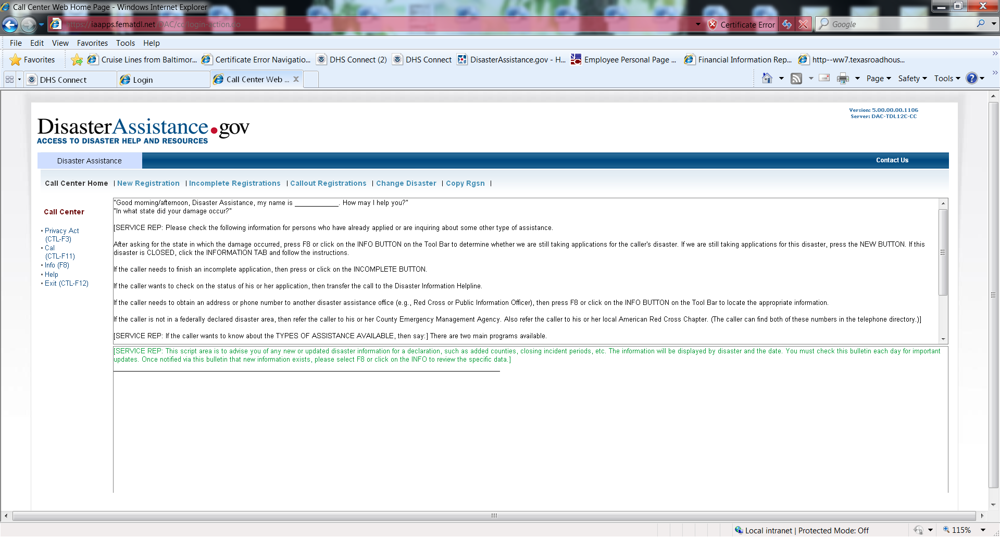 Call Center Web Home Page - Windows Internet Explorer
https://iaapps.fematdl.net/DAC/cc/login-action.do
Certificate Error
Google
File Edit View Favorites Tools Help
Favorites
Cruise Lines from Baltimor...
Certificate Error Navigatio...
DHS Connect (2)
DHS Connect
DisasterAssistance.gov - H...
Employee Personal Page ...
Financial Information Rep...
http--ww7.texasroadhous...
DHS Connect
Login
Call Center Web ...
Page
Safety
Tools
Version: 5.00.00.00.1106
Server: DAC-TDL12C-CC
DisasterAssistance.gov
ACCESS TO DISASTER HELP AND RESOURCES
Disaster Assistance
Contact Us
Call Center Home | New Registration | Incomplete Registrations | Callout Registrations | Change Disaster | Copy Rgsn |
Call Center
Privacy Act
(CTL-F3)
Cal
(CTL-F11)
Info (F8)
Help
Exit (CTL-F12)
"Good morning/afternoon, Disaster Assistance, my name is ____________. How may I help you?"
"In what state did your damage occur?"
[SERVICE REP: Please check the following information for persons who have already applied or are inquiring about some other type of assistance.
After asking for the state in which the damage occurred, press F8 or click on the INFO BUTTON on the Tool Bar to determine whether we are still taking applications for the caller's disaster. If we are still taking applications for this disaster, press the NEW BUTTON. If this
disaster is CLOSED, click the INFORMATION TAB and follow the instructions.
If the caller needs to finish an incomplete application, then press or click on the INCOMPLETE BUTTON.
If the caller wants to check on the status of his or her application, then transfer the call to the Disaster Information Helpline.
If the caller needs to obtain an address or phone number to another disaster assistance office (e.g., Red Cross or Public Information Officer), then press F8 or click on the INFO BUTTON on the Tool Bar to locate the appropriate information.
If the caller is not in a federally declared disaster area, then refer the caller to his or her County Emergency Management Agency. Also refer the caller to his or her local American Red Cross Chapter. (The caller can find both of these numbers in the telephone directory.)]
[SERVICE REP: If the caller wants to know about the TYPES OF ASSISTANCE AVAILABLE, then say:] There are two main programs available.
[SERVICE REP: This script area is to advise you of any new or updated disaster information for a declaration, such as added counties, closing incident periods, etc. The information will be displayed by disaster and the date. You must check this bulletin each day for important
updates. Once notified via this bulletin that new information exists, please select F8 or click on the INFO to review the specific data.]
Local intranet | Protected Mode: Off
115%